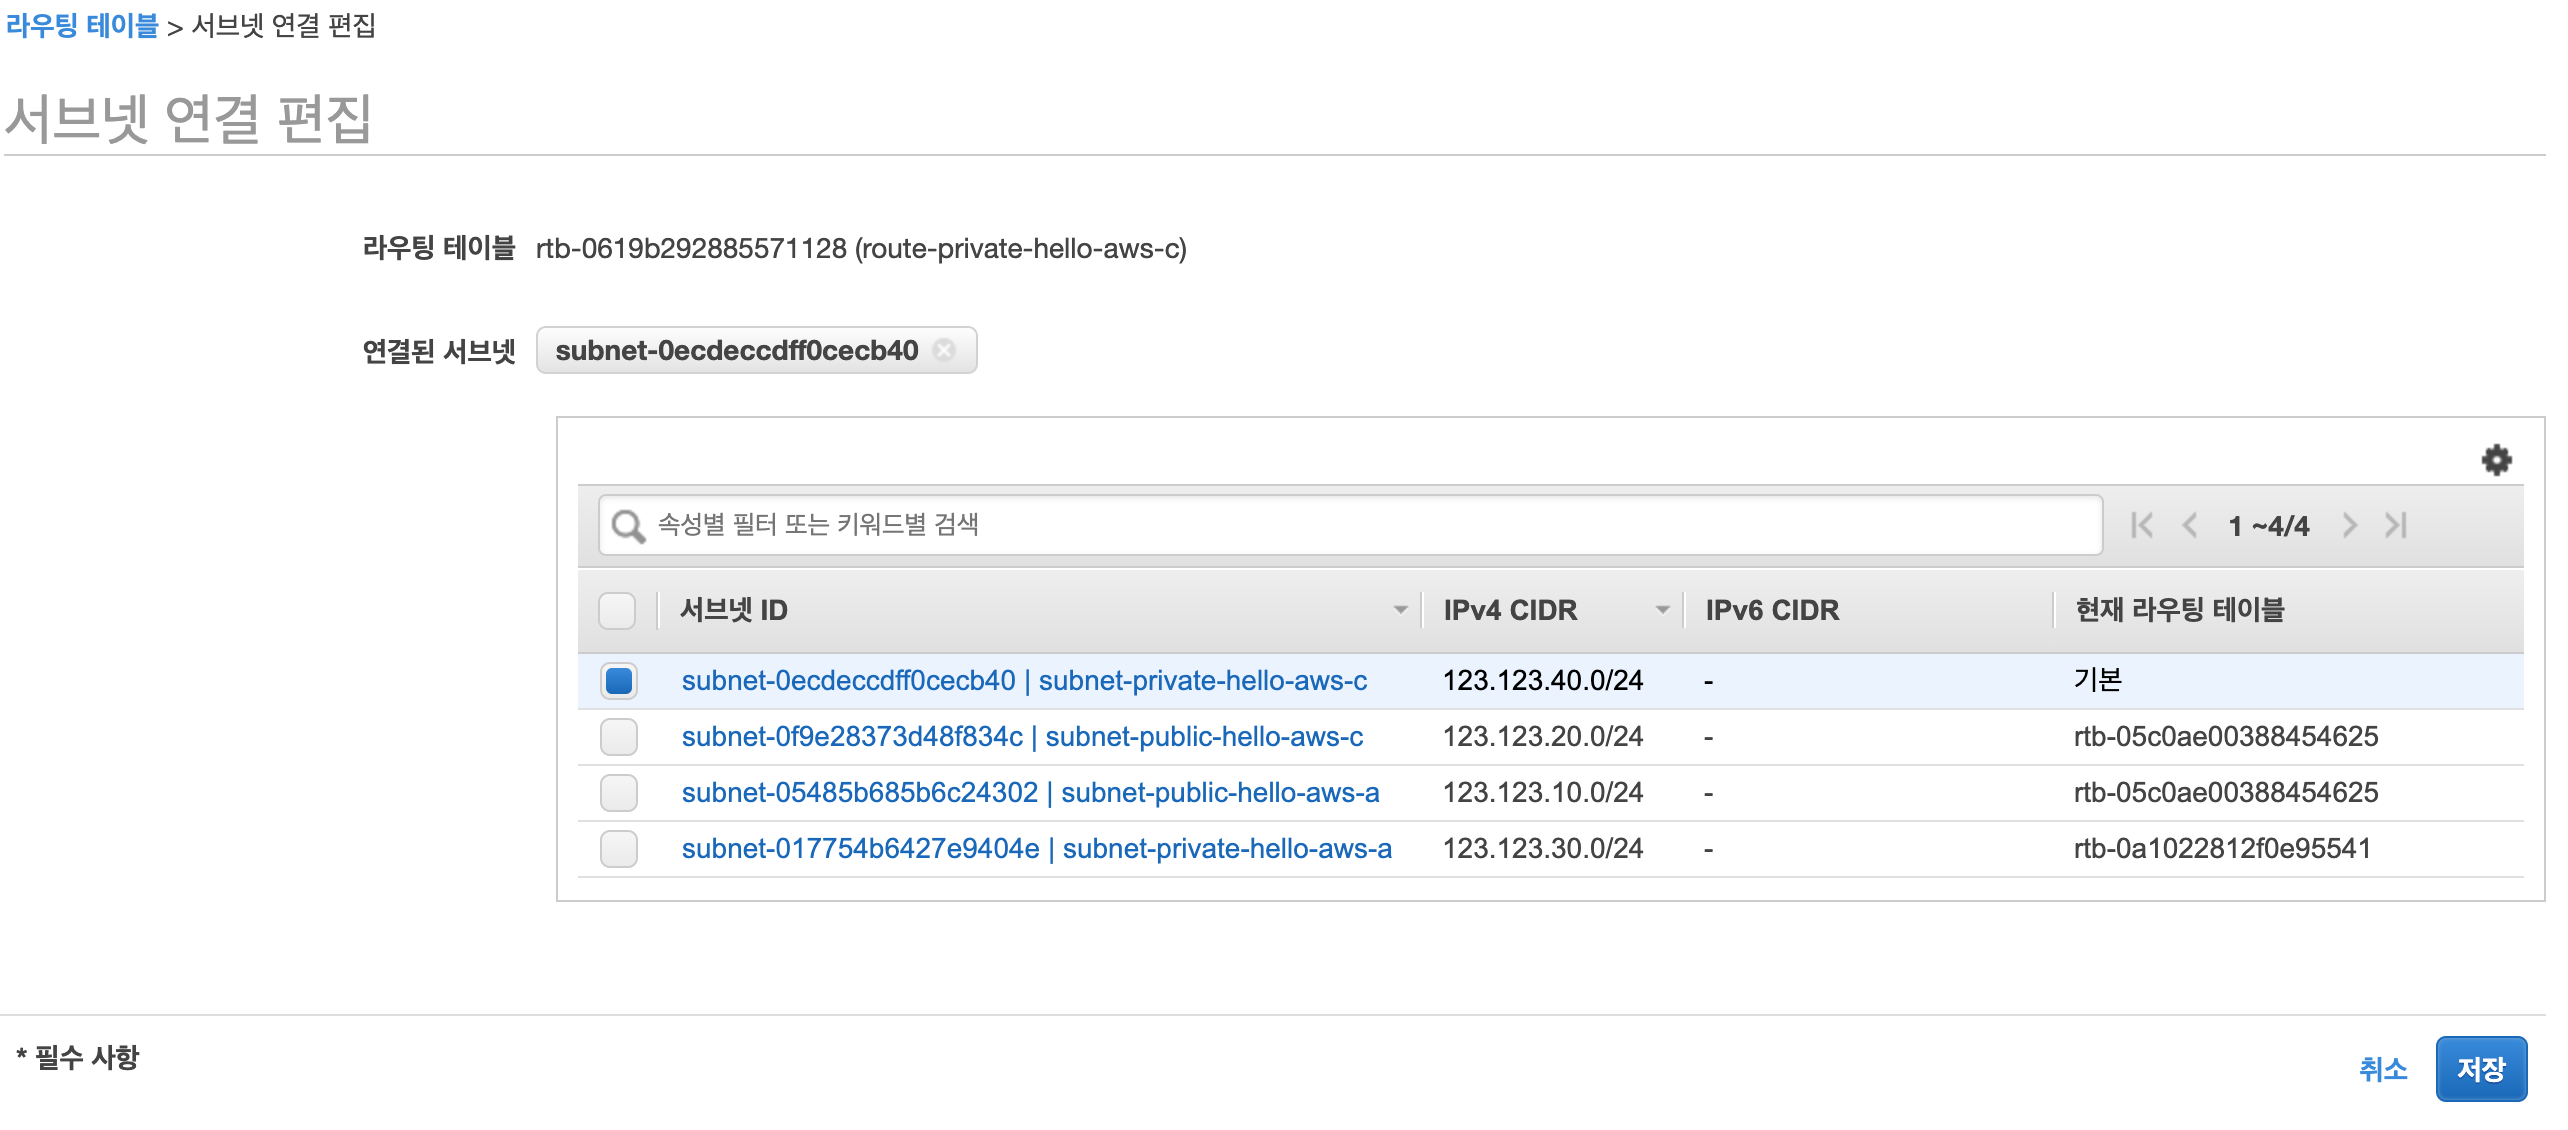 라우팅 테이블 > 서브넷 연결 편집
서브넷 연결 편집
라우팅 테이블 rtb-0619b292885571128 (route-private-hello-aws-c)
연결된 서브넷 subnet-0ecdeccdff0cecb40
속성별 필터 또는 키워드별 검색 1 ~4/4
서브넷 ID IPv4 CIDR IPv6 CIDR 현재 라우팅 테이블
subnet-0ecdeccdff0cecb40 | subnet-private-hello-aws-c 123.123.40.0/24 - 기본
subnet-0f9e28373d48f834c | subnet-public-hello-aws-c 123.123.20.0/24 - rtb-05c0ae00388454625
subnet-05485b685b6c24302 | subnet-public-hello-aws-a 123.123.10.0/24 - rtb-05c0ae00388454625
subnet-017754b6427e9404e | subnet-private-hello-aws-a 123.123.30.0/24 - rtb-0a1022812f0e95541
* 필수 사항
취소 저장